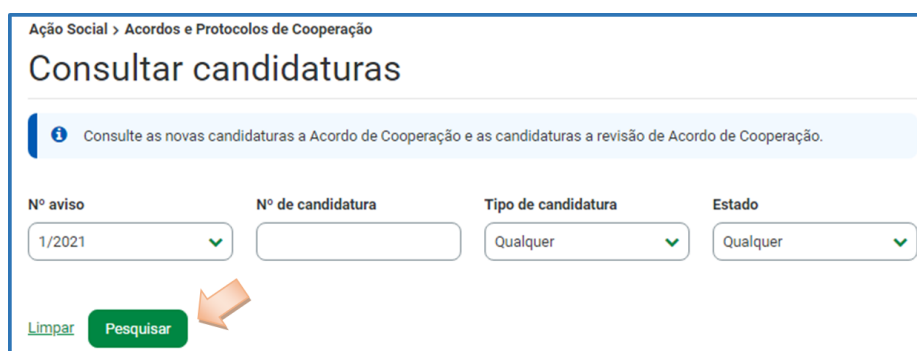 Ação Social > Acordos e Protocolos de Cooperação
Consultar candidaturas
Consulte as novas candidaturas a Acordo de Cooperação e as candidaturas a revisão de Acordo de Cooperação.
Nº aviso Nº de candidatura Tipo de candidatura Estado
1/2021 Qualquer Qualquer
Limpar Pesquisar